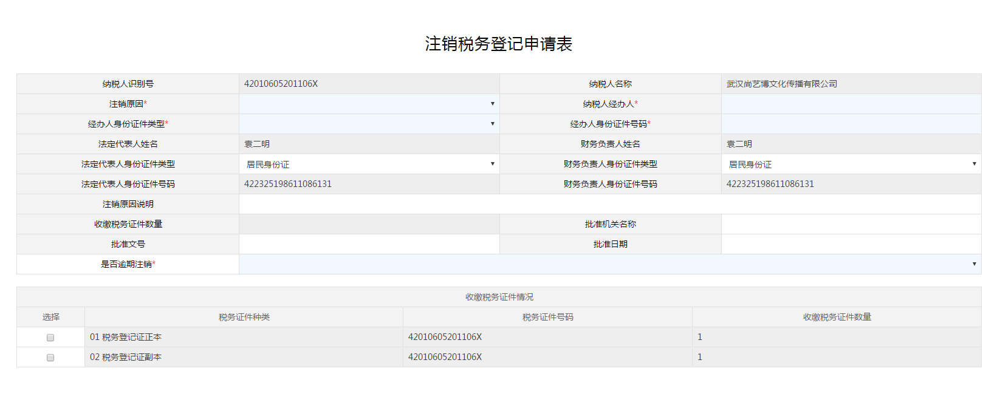 注销税务登记申请表
纳税人识别号 42010605201106X 纳税人名称 武汉尚艺博文化传播有限公司
注销原因* 纳税人经办人*
经办人身份证件类型* 经办人身份证件号码*
法定代表人姓名 袁二明 财务负责人姓名 袁二明
法定代表人身份证件类型 居民身份证 财务负责人身份证件类型 居民身份证
法定代表人身份证件号码 422325198611086131 财务负责人身份证件号码 422325198611086131
注销原因说明
收缴税务证件数量 批准机关名称
批准文号 批准日期
是否逾期注销*
收缴税务证件情况
选择 税务证件种类 税务证件号码 收缴税务证件数量
01 税务登记证正本 42010605201106X 1
02 税务登记证副本 42010605201106X 1